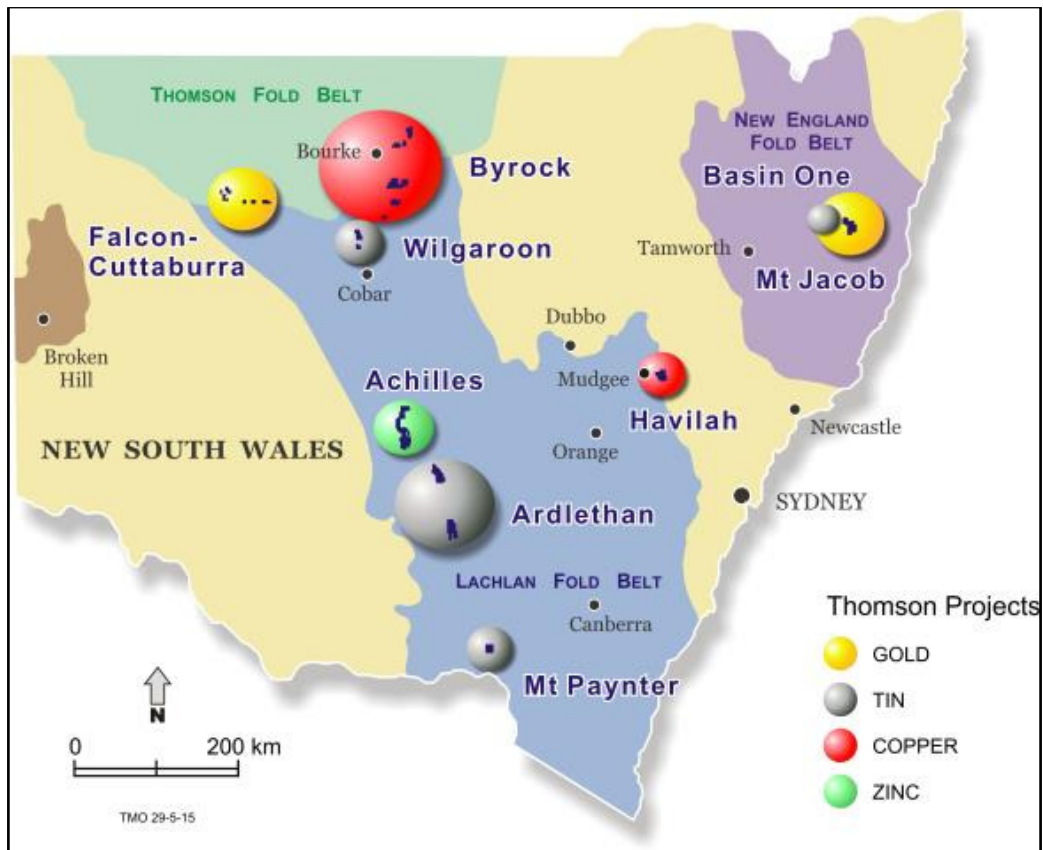 THOMSON FOLD BELT
NEW ENGLAND
FOLD BELT
Bourke
Byrock
Basin One
Falcon-
Cuttaburra
Wilgaroon
Tamworth
Mt Jacob
Cobar
Broken
Hill
Dubbo
Achilles
Mudgee
Havilah
Newcastle
NEW SOUTH WALES
Orange
SYDNEY
Ardlethan
LACHLAN FOLD BELT
Canberra
Mt Paynter
Thomson Projects
GOLD
TIN
COPPER
ZINC
N
0 200 km
TMO 29-5-15